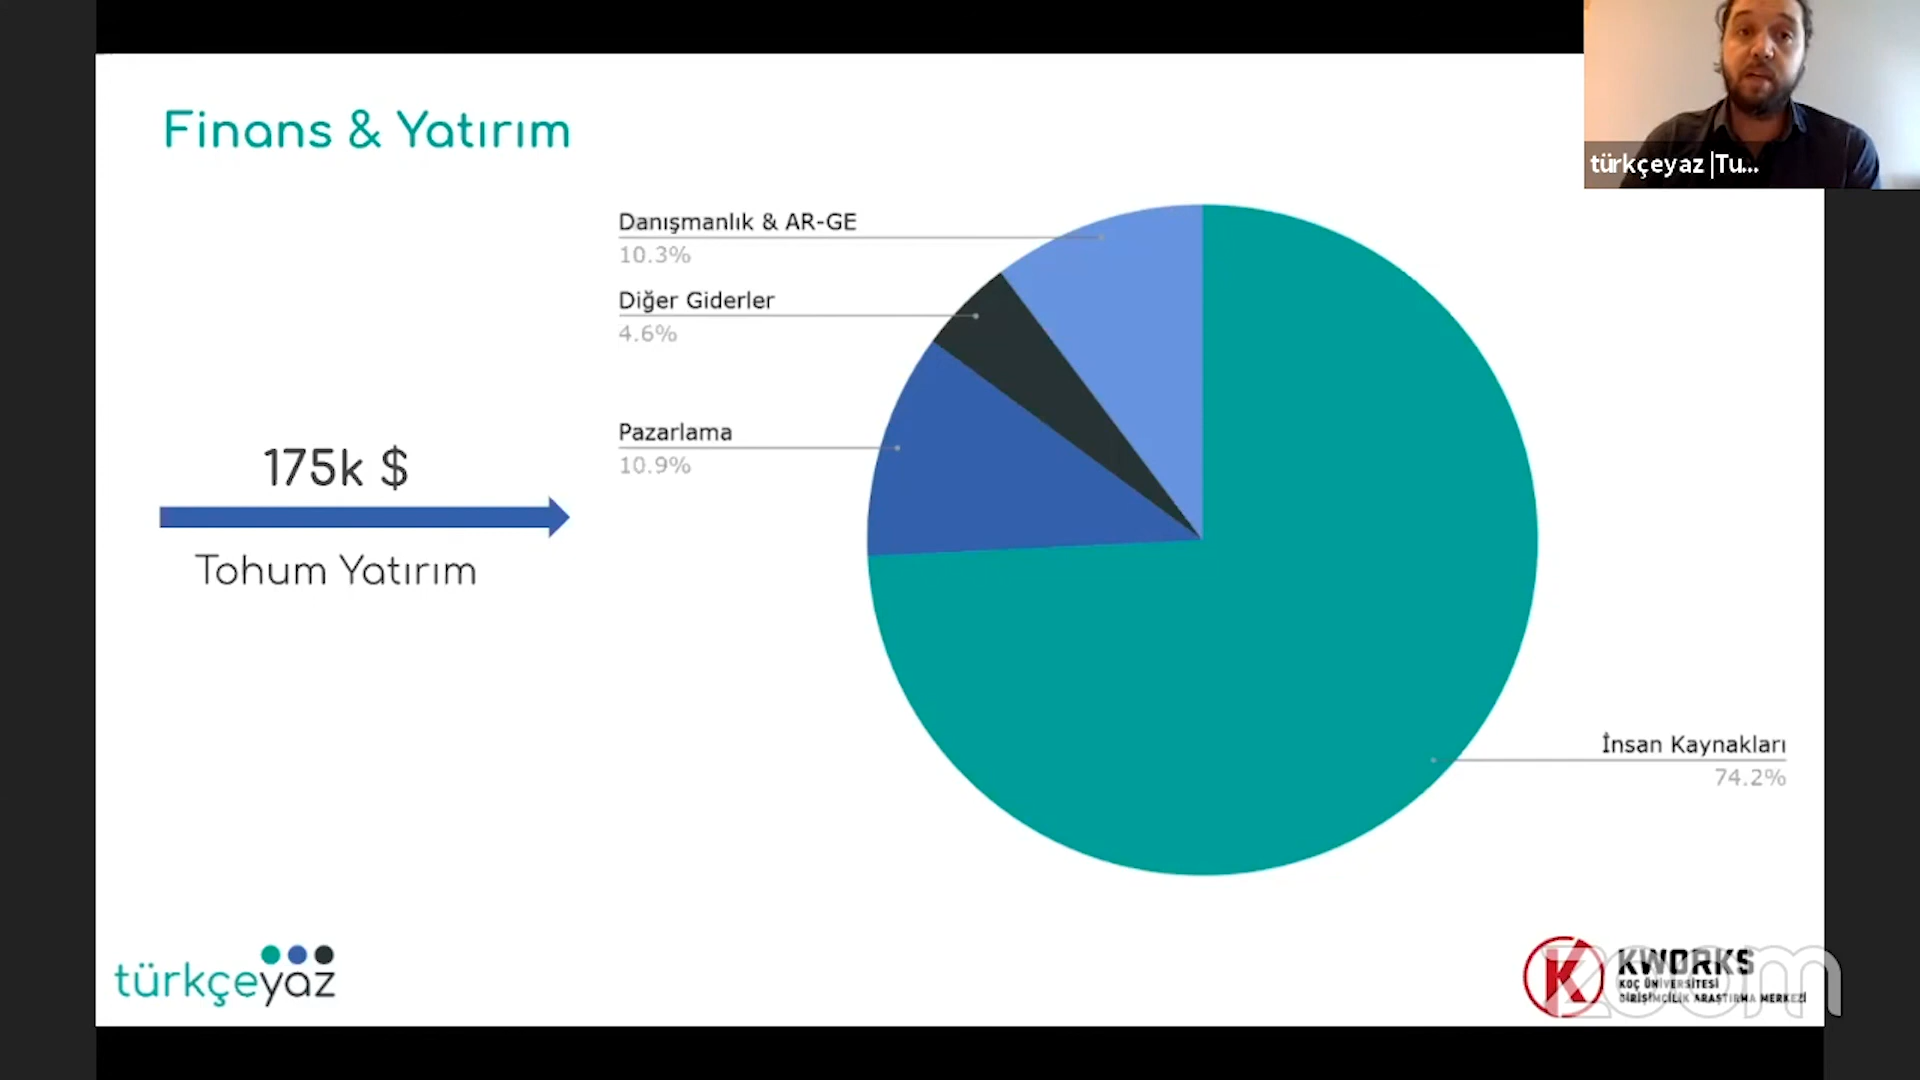 Finans & Yatırım
türkçeyaz |Tu...
Danışmanlık & AR-GE
10.3%
Diğer Giderler
4.6%
Pazarlama
10.9%
175k $
Tohum Yatırım
İnsan Kaynakları
74.2%
türkçeyaz
K
KWORKS
KOÇ ÜNİVERSİTESİ
GİRİŞİMCİLİK ARAŞTIRMA MERKEZİ
zoom